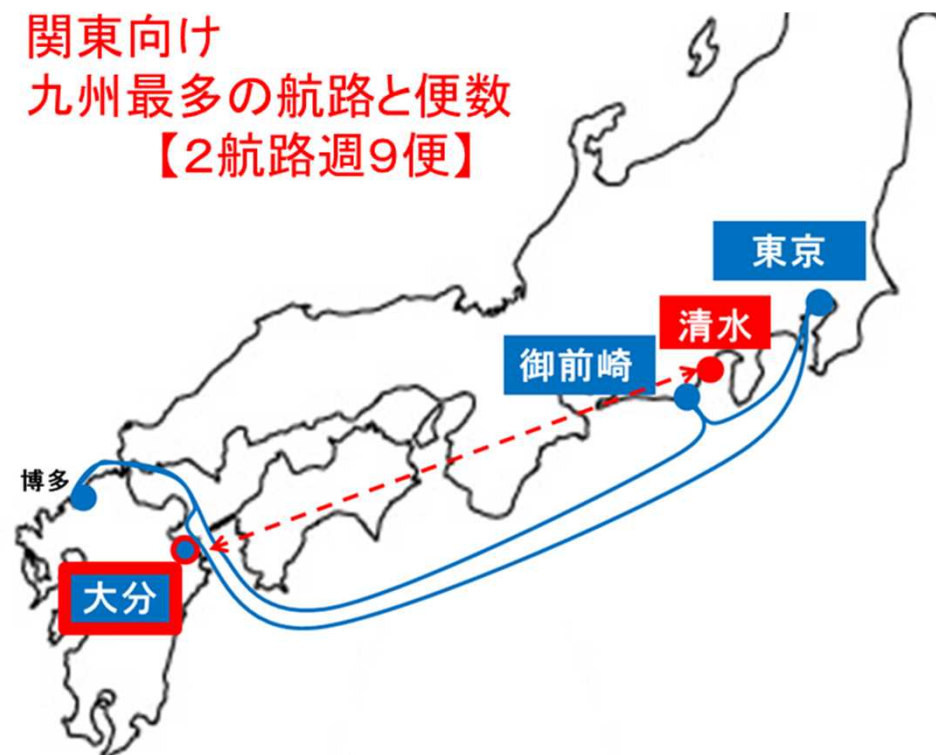 関東向け
九州最多の航路と便数
【2航路週9便】
東京
清水
御前崎
博多
大分